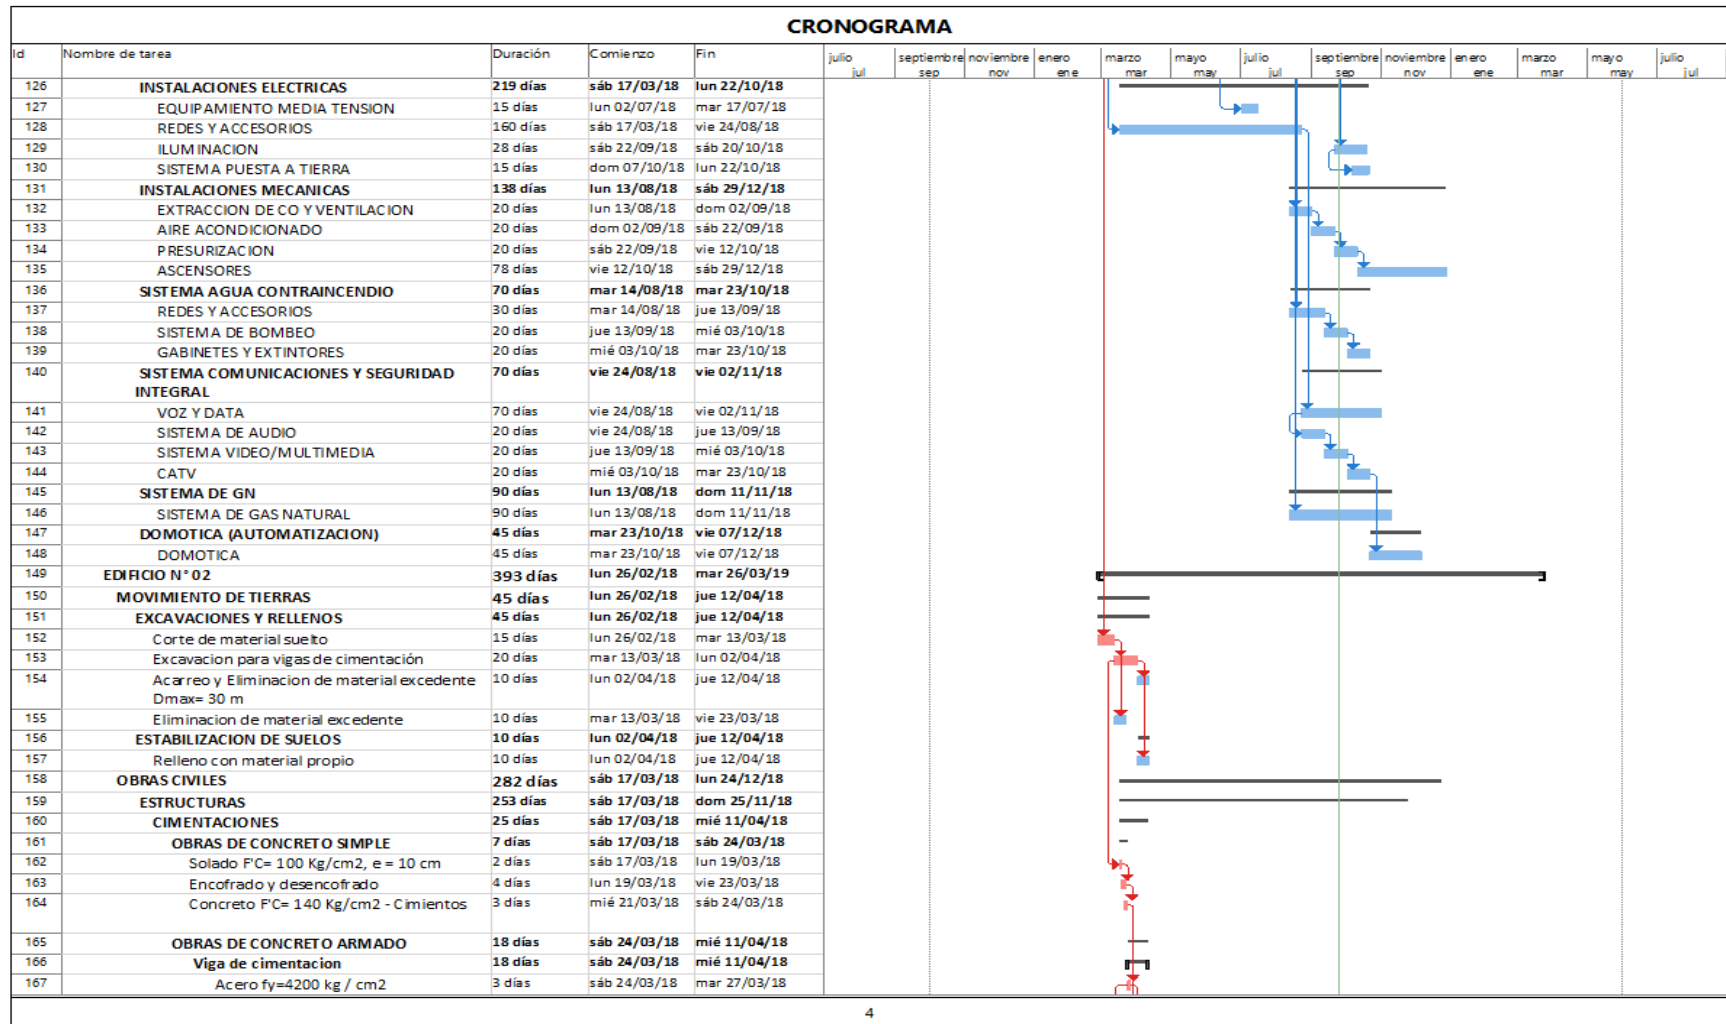 CRONOGRAMA
Id Nombre de tarea Duración Comienzo Fin
julio septiembre noviembre enero marzo mayo julio septiembre noviembre enero marzo mayo julio
jul sep nov ene mar may jul sep nov ene mar may jul
126 INSTALACIONES ELECTRICAS 219 días sáb 17/03/18 lun 22/10/18
127 EQUIPAMIENTO MEDIA TENSION 15 días lun 02/07/18 mar 17/07/18
128 REDES Y ACCESORIOS 160 días sáb 17/03/18 vie 24/08/18
129 ILUMINACION 28 días sáb 22/09/18 sáb 20/10/18
130 SISTEMA PUESTA A TIERRA 15 días dom 07/10/18 lun 22/10/18
131 INSTALACIONES MECANICAS 138 días lun 13/08/18 sáb 29/12/18
132 EXTRACCION DE CO Y VENTILACION 20 días lun 13/08/18 dom 02/09/18
133 AIRE ACONDICIONADO 20 días dom 02/09/18 sáb 22/09/18
134 PRESURIZACION 20 días sáb 22/09/18 vie 12/10/18
135 ASCENSORES 78 días vie 12/10/18 sáb 29/12/18
136 SISTEMA AGUA CONTRAINCENDIO 70 días mar 14/08/18 mar 23/10/18
137 REDES Y ACCESORIOS 30 días mar 14/08/18 jue 13/09/18
138 SISTEMA DE BOMBEO 20 días jue 13/09/18 mié 03/10/18
139 GABINETES Y EXTINTORES 20 días mié 03/10/18 mar 23/10/18
140 SISTEMA COMUNICACIONES Y SEGURIDAD 70 días vie 24/08/18 vie 02/11/18
INTEGRAL
141 VOZ Y DATA 70 días vie 24/08/18 vie 02/11/18
142 SISTEMA DE AUDIO 20 días vie 24/08/18 jue 13/09/18
143 SISTEMA VIDEO/MULTIMEDIA 20 días jue 13/09/18 mié 03/10/18
144 CATV 20 días mié 03/10/18 mar 23/10/18
145 SISTEMA DE GN 90 días lun 13/08/18 dom 11/11/18
146 SISTEMA DE GAS NATURAL 90 días lun 13/08/18 dom 11/11/18
147 DOMOTICA (AUTOMATIZACION) 45 días mar 23/10/18 vie 07/12/18
148 DOMOTICA 45 días mar 23/10/18 vie 07/12/18
149 EDIFICIO N° 02 393 días lun 26/02/18 mar 26/03/19
150 MOVIMIENTO DE TIERRAS 45 días lun 26/02/18 jue 12/04/18
151 EXCAVACIONES Y RELLENOS 45 días lun 26/02/18 jue 12/04/18
152 Corte de material suelto 15 días lun 26/02/18 mar 13/03/18
153 Excavacion para vigas de cimentación 20 días mar 13/03/18 lun 02/04/18
154 Acarreo y Eliminacion de material excedente 10 días lun 02/04/18 jue 12/04/18
Dmax= 30 m
155 Eliminacion de material excedente 10 días mar 13/03/18 vie 23/03/18
156 ESTABILIZACION DE SUELOS 10 días lun 02/04/18 jue 12/04/18
157 Relleno con material propio 10 días lun 02/04/18 jue 12/04/18
158 OBRAS CIVILES 282 días sáb 17/03/18 lun 24/12/18
159 ESTRUCTURAS 253 días sáb 17/03/18 dom 25/11/18
160 CIMENTACIONES 25 días sáb 17/03/18 mié 11/04/18
161 OBRAS DE CONCRETO SIMPLE 7 días sáb 17/03/18 sáb 24/03/18
162 Solado F'C= 100 Kg/cm2, e = 10 cm 2 días sáb 17/03/18 lun 19/03/18
163 Encofrado y desencofrado 4 días lun 19/03/18 vie 23/03/18
164 Concreto F'C= 140 Kg/cm2 - Cimientos 3 días mié 21/03/18 sáb 24/03/18
165 OBRAS DE CONCRETO ARMADO 18 días sáb 24/03/18 mié 11/04/18
166 Viga de cimentacion 18 días sáb 24/03/18 mié 11/04/18
167 Acero fy=4200 kg / cm2 3 días sáb 24/03/18 mar 27/03/18
4